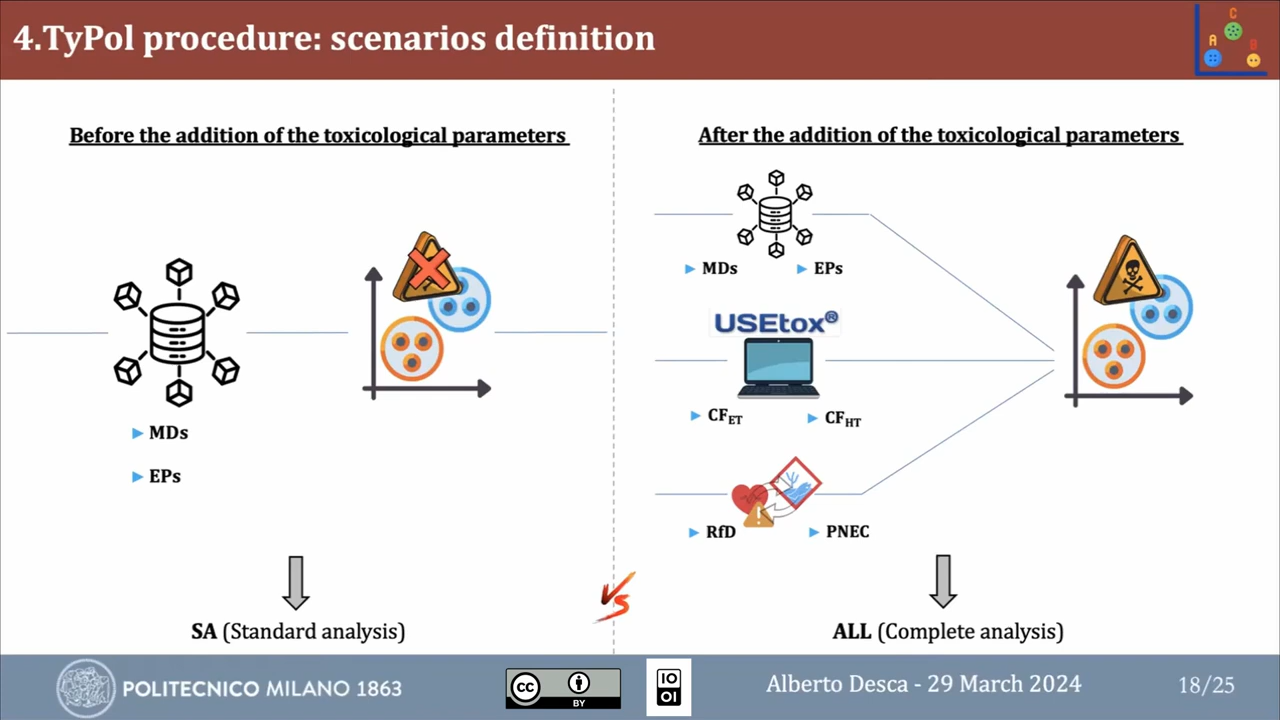 4.TyPol procedure: scenarios definition
C
A
B
Before the addition of the toxicological parameters
After the addition of the toxicological parameters
MDs
EPs
MDs
EPs
USEtox®
CFET
CFHT
RfD
PNEC
VS
SA (Standard analysis)
ALL (Complete analysis)
POLITECNICO MILANO 1863
CC
BY
IO
OI
Alberto Desca - 29 March 2024
18/25